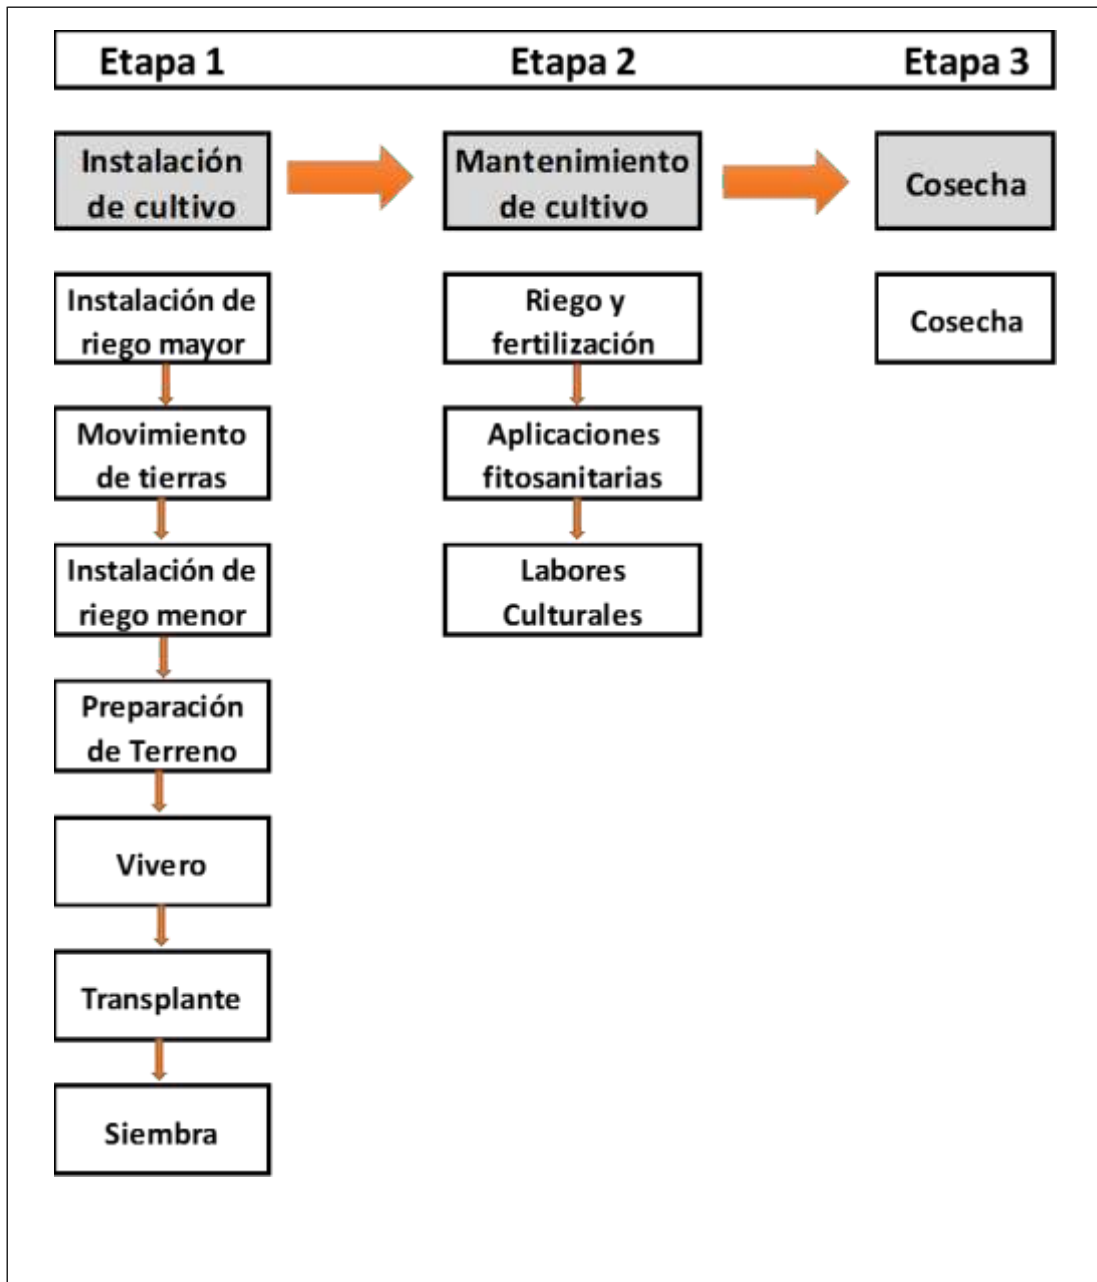 Etapa 1
Etapa 2
Etapa 3
Instalación
de cultivo
Mantenimiento
de cultivo
Cosecha
Instalación de
riego mayor
Movimiento
de tierras
Instalación de
riego menor
Preparación
de Terreno
Vivero
Transplante
Siembra
Riego y
fertilización
Aplicaciones
fitosanitarias
Labores
Culturales
Cosecha